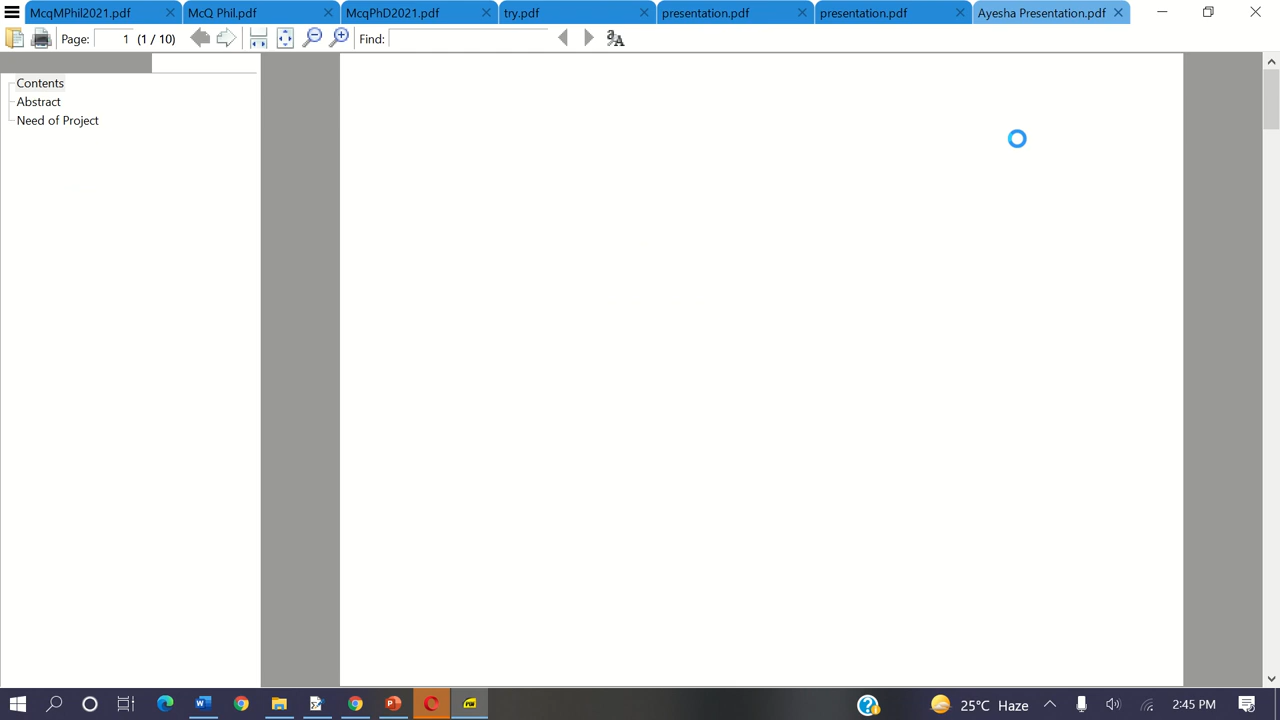 McqMPhil2021.pdf
McQ Phil.pdf
McqPhD2021.pdf
try.pdf
presentation.pdf
presentation.pdf
Ayesha Presentation.pdf
Page: 1 (1 / 10)
Find:
Contents
Abstract
Need of Project
25°C Haze
2:45 PM